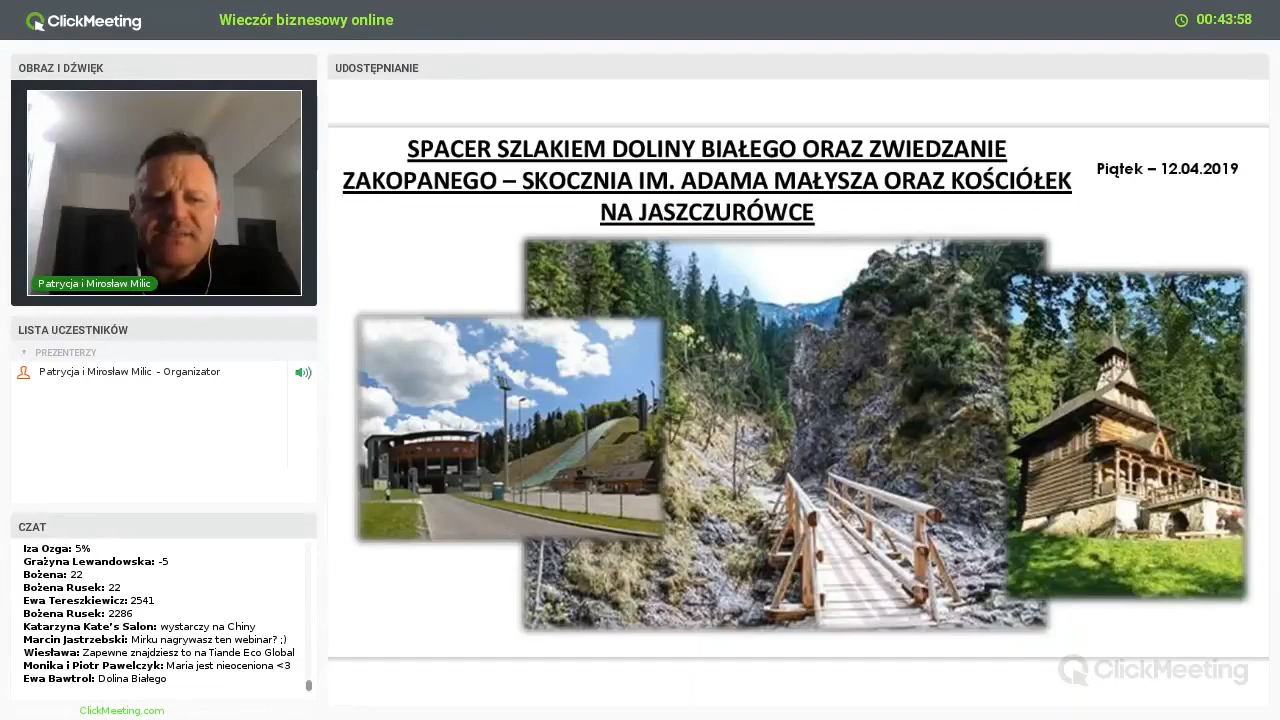 ClickMeeting
Wieczór biznesowy online
00:43:58
OBRAZ I DŹWIĘK
Patrycja i Mirosław Milic
LISTA UCZESTNIKÓW
PREZENTERZY
Patrycja i Mirosław Milic - Organizator
CZAT
Iza Ozga: 5%
Grażyna Lewandowska: -5
Bożena: 22
Bożena Rusek: 22
Ewa Tereszkiewicz: 2541
Bożena Rusek: 2286
Katarzyna Kate's Salon: wystarczy na Chiny
Marcin Jastrzebski: Mirku nagrywasz ten webinar? ;)
Wiesława: Zapewne znajdziesz to na Tiande Eco Global
Monika i Piotr Pawelczyk: Maria jest nieoceniona <3
Ewa Bawtrol: Dolina Białego
ClickMeeting.com
UDOSTĘPNIANIE
SPACER SZLAKIEM DOLINY BIAŁEGO ORAZ ZWIEDZANIE
ZAKOPANEGO – SKOCZNIA IM. ADAMA MAŁYSZA ORAZ KOŚCIÓŁEK
NA JASZCZURÓWCE
Piątek – 12.04.2019
ClickMeeting